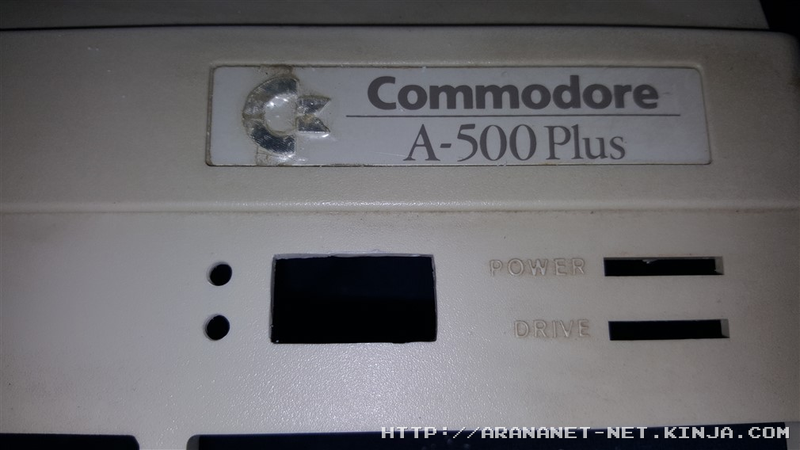 Commodore
A-500 Plus
POWER
DRIVE
HTTP://ARANANET-NET.KINJA.COM